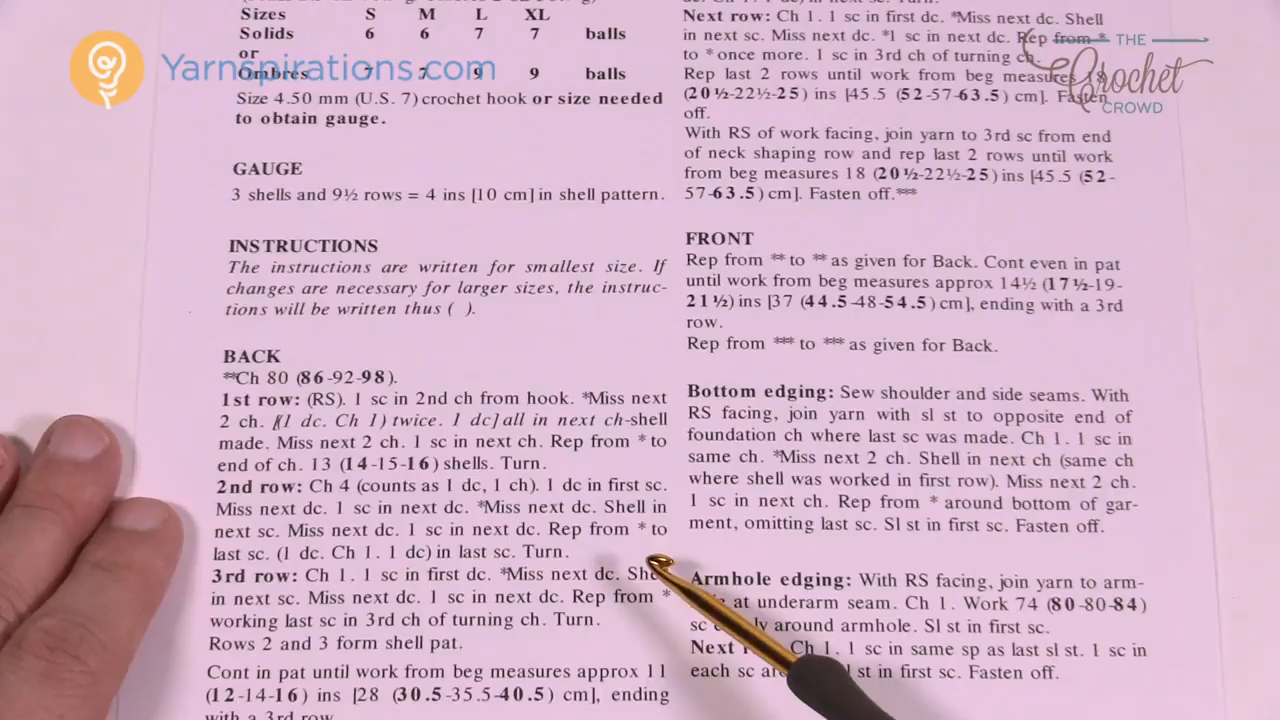 Sizes S M L XL
Solids 6 6 7 7 balls
or
Ombres 7 7 9 9 balls
Size 4.50 mm (U.S. 7) crochet hook or size needed
to obtain gauge.
GAUGE
3 shells and 9½ rows = 4 ins [10 cm] in shell pattern.
INSTRUCTIONS
The instructions are written for smallest size. If
changes are necessary for larger sizes, the instruc-
tions will be written thus ( ).
BACK
**Ch 80 (86-92-98).
1st row: (RS). 1 sc in 2nd ch from hook. *Miss next
2 ch. [(1 dc. Ch 1) twice. 1 dc] all in next ch-shell
made. Miss next 2 ch. 1 sc in next ch. Rep from * to
end of ch. 13 (14-15-16) shells. Turn.
2nd row: Ch 4 (counts as 1 dc, 1 ch). 1 dc in first sc.
Miss next dc. 1 sc in next dc. *Miss next dc. Shell in
next sc. Miss next dc. 1 sc in next dc. Rep from * to
last sc. (1 dc. Ch 1. 1 dc) in last sc. Turn.
3rd row: Ch 1. 1 sc in first dc. *Miss next dc. She
in next sc. Miss next dc. 1 sc in next dc. Rep from *
working last sc in 3rd ch of turning ch. Turn.
Rows 2 and 3 form shell pat.
Cont in pat until work from beg measures approx 11
(12-14-16) ins [28 (30.5-35.5-40.5) cm], ending
with a 3rd row.
Next row: Ch 1. 1 sc in first dc. *Miss next dc. Shell
in next sc. Miss next dc. *1 sc in next dc. Rep from *
to * once more. 1 sc in 3rd ch of turning ch.
Rep last 2 rows until work from beg measures 18
(20½-22½-25) ins [45.5 (52-57-63.5) cm]. Fasten
off.
With RS of work facing, join yarn to 3rd sc from end
of neck shaping row and rep last 2 rows until work
from beg measures 18 (20½-22½-25) ins [45.5 (52-
57-63.5) cm]. Fasten off.***
FRONT
Rep from ** to ** as given for Back. Cont even in pat
until work from beg measures approx 14½ (17½-19-
21½) ins [37 (44.5-48-54.5) cm], ending with a 3rd
row.
Rep from *** to *** as given for Back.
Bottom edging: Sew shoulder and side seams. With
RS facing, join yarn with sl st to opposite end of
foundation ch where last sc was made. Ch 1. 1 sc in
same ch. *Miss next 2 ch. Shell in next ch (same ch
where shell was worked in first row). Miss next 2 ch.
1 sc in next ch. Rep from * around bottom of gar-
ment, omitting last sc. Sl st in first sc. Fasten off.
Armhole edging: With RS facing, join yarn to arm-
at underarm seam. Ch 1. Work 74 (80-80-84)
sc around armhole. Sl st in first sc.
Next Ch 1. 1 sc in same sp as last sl st. 1 sc in
each sc st in first sc. Fasten off.
Yarnspirations.com
THE
Crochet
CROWD